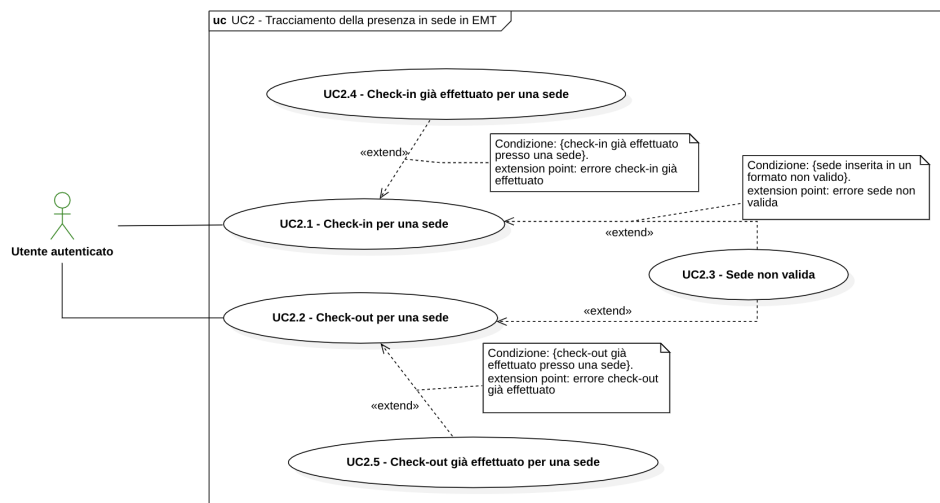 uc UC2 - Tracciamento della presenza in sede in EMT
UC2.4 - Check-in già effettuato per una sede
«extend»
Condizione: {check-in già effettuato
presso una sede}.
extension point: errore check-in già
effettuato
Condizione: {sede inserita in un
formato non valido}.
extension point: errore sede non
valida
UC2.1 - Check-in per una sede
«extend»
Utente autenticato
UC2.3 - Sede non valida
UC2.2 - Check-out per una sede
«extend»
Condizione: {check-out già
effettuato presso una sede}.
extension point: errore check-out
già effettuato
«extend»
UC2.5 - Check-out già effettuato per una sede